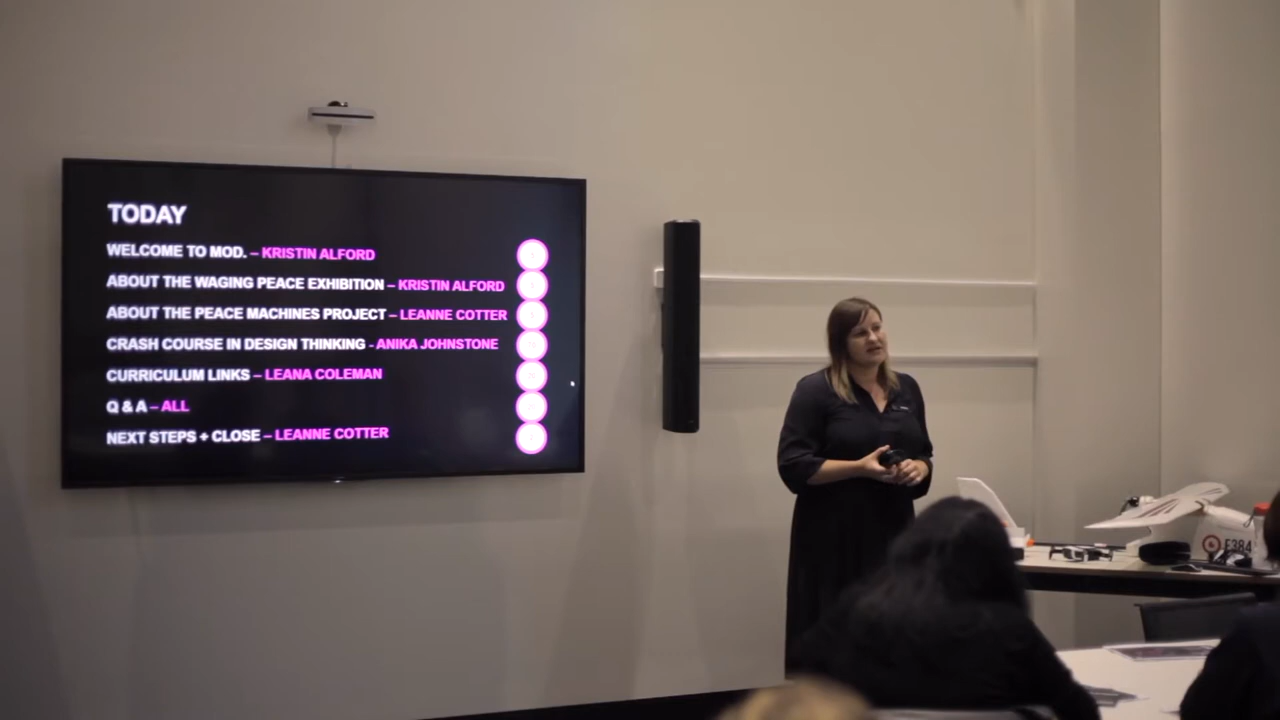 TODAY
WELCOME TO MOD. – KRISTIN ALFORD
ABOUT THE WAGING PEACE EXHIBITION – KRISTIN ALFORD
ABOUT THE PEACE MACHINES PROJECT – LEANNE COTTER
CRASH COURSE IN DESIGN THINKING - ANIKA JOHNSTONE
CURRICULUM LINKS – LEANA COLEMAN
Q & A – ALL
NEXT STEPS + CLOSE – LEANNE COTTER
E384